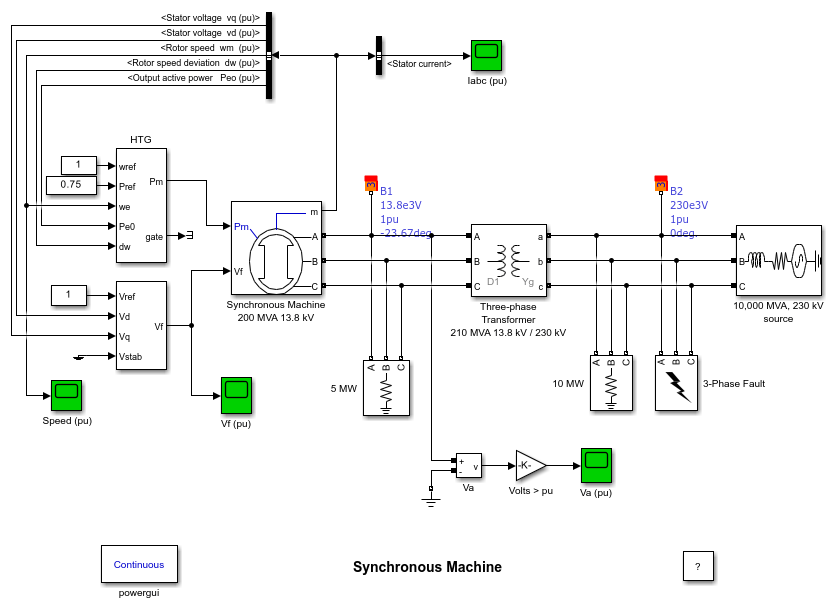 <Stator voltage vq (pu)>
<Stator voltage vd (pu)>
<Rotor speed wm (pu)>
<Rotor speed deviation dw (pu)>
<Output active power Peo (pu)>
<Stator current>
Iabc (pu)
HTG
1
0.75
wref
Pref
we
Pe0
dw
Pm
gate
Pm
Vf
m
A
B
C
Synchronous Machine
200 MVA 13.8 kV
3
B1
13.8e3V
1pu
-23.67deg.
A
B
C
D1
Yg
a
b
c
Three-phase
Transformer
210 MVA 13.8 kV / 230 kV
3
B2
230e3V
1pu
0deg.
A
B
C
10,000 MVA, 230 kV
source
1
Vref
Vd
Vq
Vstab
Vf
Speed (pu)
Vf (pu)
A B C
5 MW
A B C
10 MW
A B C
3-Phase Fault
+
-
v
Va
-K-
Volts > pu
Va (pu)
Continuous
powergui
Synchronous Machine
?